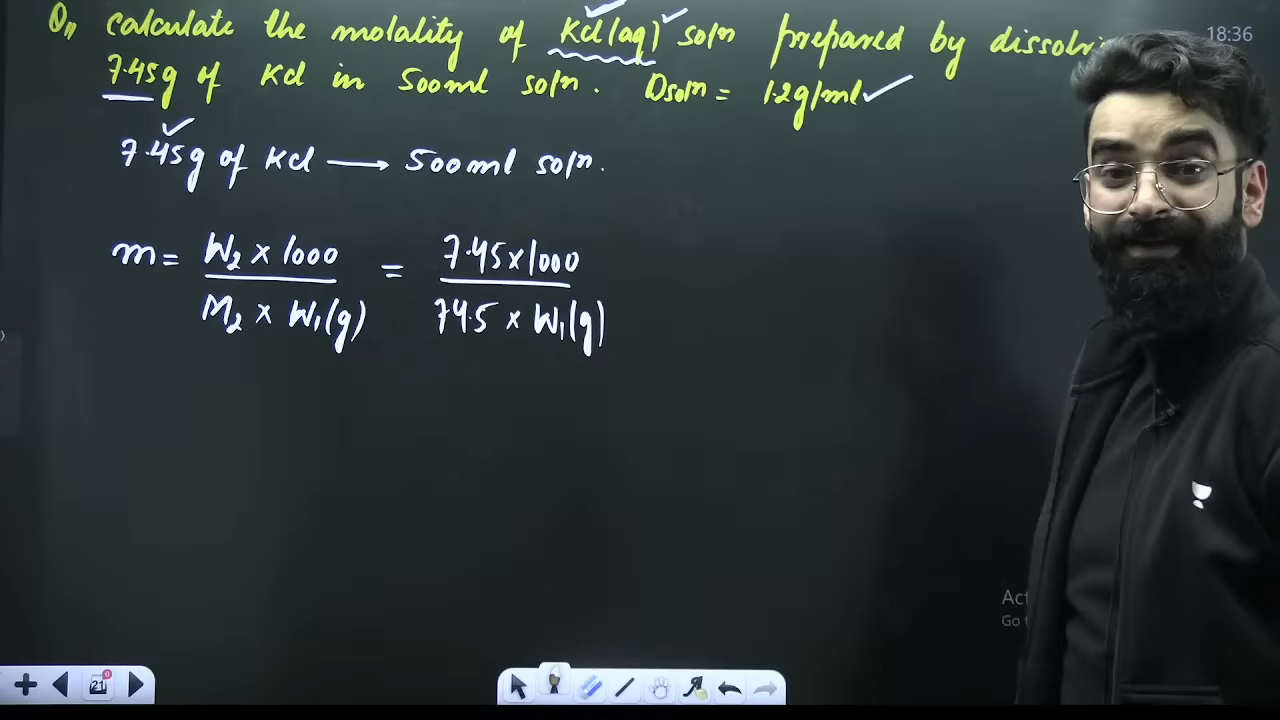 Q,, calculate the molality of Kcl(aq) soln prepared by
18:36
7.45g of Kcl in 500ml soln. Dsoln = 1.2g/ml
7.45g of Kcl → 500ml soln.
m = W₂ × 1000 / M₂ × W₁(g) = 7.45 × 1000 / 74.5 × W₁(g)
21